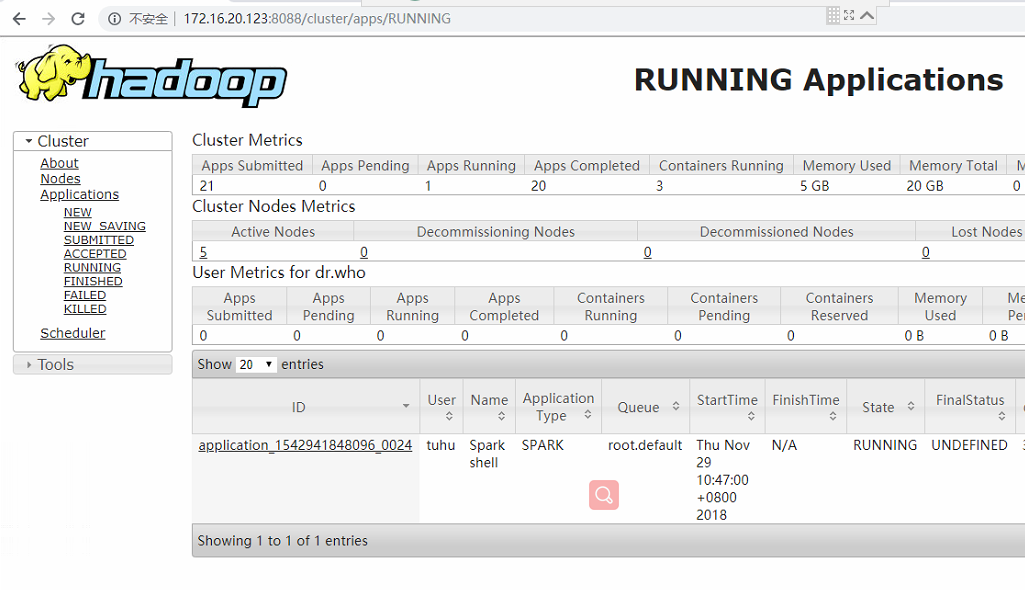 不安全 172.16.20.123:8088/cluster/apps/RUNNING
hadoop
RUNNING Applications
Cluster
About
Nodes
Applications
NEW
NEW_SAVING
SUBMITTED
ACCEPTED
RUNNING
FINISHED
FAILED
KILLED
Scheduler
Tools
Cluster Metrics
Apps Submitted Apps Pending Apps Running Apps Completed Containers Running Memory Used Memory Total M
21 0 1 20 3 5 GB 20 GB 0
Cluster Nodes Metrics
Active Nodes Decommissioning Nodes Decommissioned Nodes Lost Nodes
5 0 0 0
User Metrics for dr.who
Apps Submitted Apps Pending Apps Running Apps Completed Containers Running Containers Pending Containers Reserved Memory Used Me Per
0 0 0 0 0 0 0 0 B 0 B
Show 20 entries
ID User Name Application Type Queue StartTime FinishTime State FinalStatus
application_1542941848096_0024 tuhu Spark shell SPARK root.default Thu Nov 29 10:47:00 +0800 2018 N/A RUNNING UNDEFINED
Showing 1 to 1 of 1 entries